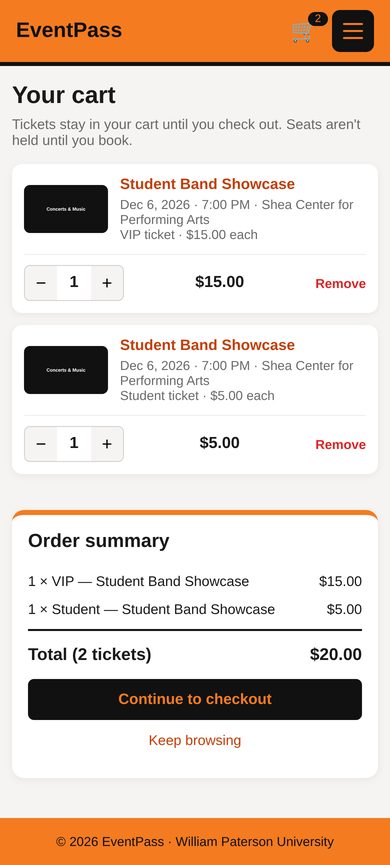 EventPass
2
Your cart
Tickets stay in your cart until you check out. Seats aren't
held until you book.
Concerts & Music
Student Band Showcase
Dec 6, 2026 · 7:00 PM · Shea Center for
Performing Arts
VIP ticket · $15.00 each
− 1 + $15.00 Remove
Concerts & Music
Student Band Showcase
Dec 6, 2026 · 7:00 PM · Shea Center for
Performing Arts
Student ticket · $5.00 each
− 1 + $5.00 Remove
Order summary
1 × VIP — Student Band Showcase $15.00
1 × Student — Student Band Showcase $5.00
Total (2 tickets) $20.00
Continue to checkout
Keep browsing
© 2026 EventPass · William Paterson University